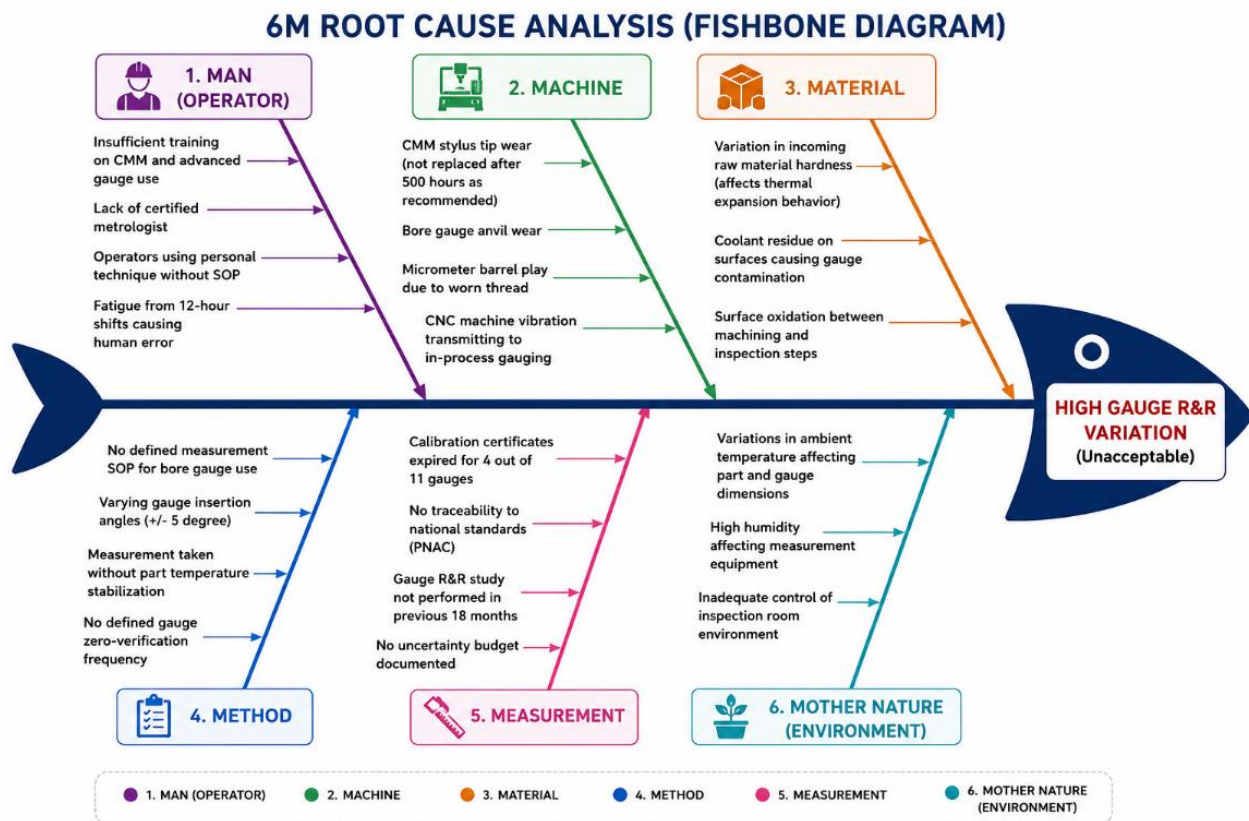 6M ROOT CAUSE ANALYSIS (FISHBONE DIAGRAM)
1. MAN
(OPERATOR)
Insufficient training
on CMM and advanced
gauge use
Lack of certified
metrologist
Operators using personal
technique without SOP
Fatigue from 12-hour
shifts causing
human error
2. MACHINE
CMM stylus tip wear
(not replaced after
500 hours as
recommended)
Bore gauge anvil wear
Micrometer barrel play
due to worn thread
CNC machine vibration
transmitting to
in-process gauging
3. MATERIAL
Variation in incoming
raw material hardness
(affects thermal
expansion behavior)
Coolant residue on
surfaces causing gauge
contamination
Surface oxidation between
machining and
inspection steps
HIGH GAUGE R&R
VARIATION
(Unacceptable)
No defined measurement
SOP for bore gauge use
Varying gauge insertion
angles (+/- 5 degree)
Measurement taken
without part temperature
stabilization
No defined gauge
zero-verification
frequency
4. METHOD
Calibration certificates
expired for 4 out of
11 gauges
No traceability to
national standards
(PNAC)
Gauge R&R study
not performed in
previous 18 months
No uncertainty budget
documented
5. MEASUREMENT
Variations in ambient
temperature affecting
part and gauge
dimensions
High humidity
affecting measurement
equipment
Inadequate control of
inspection room
environment
6. MOTHER NATURE
(ENVIRONMENT)
1. MAN (OPERATOR)
2. MACHINE
3. MATERIAL
4. METHOD
5. MEASUREMENT
6. MOTHER NATURE
(ENVIRONMENT)